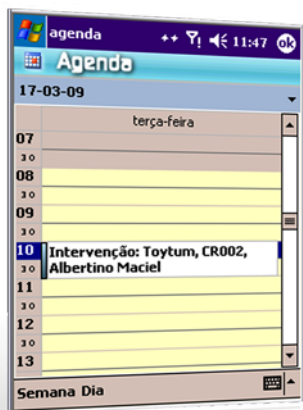 agenda
11:47
ok
Agenda
17-03-09
terça-feira
07
30
08
30
09
30
10 Intervenção: Toytum, CR002,
30 Albertino Maciel
11
30
12
30
13
Semana Dia